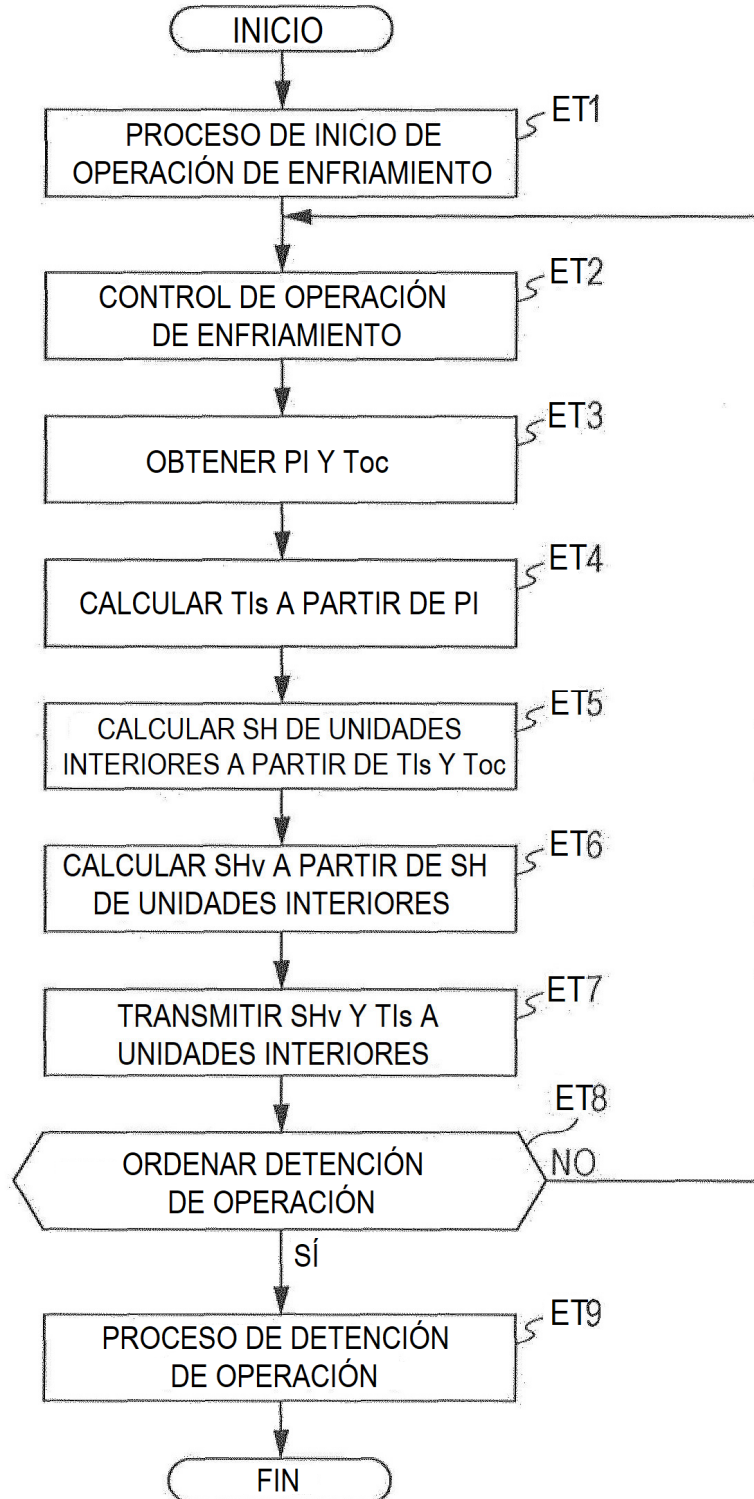 INICIO
ET1
PROCESO DE INICIO DE
OPERACIÓN DE ENFRIAMIENTO
ET2
CONTROL DE OPERACIÓN
DE ENFRIAMIENTO
ET3
OBTENER PI Y Toc
ET4
CALCULAR TIs A PARTIR DE PI
ET5
CALCULAR SH DE UNIDADES
INTERIORES A PARTIR DE TIs Y Toc
ET6
CALCULAR SHv A PARTIR DE SH
DE UNIDADES INTERIORES
ET7
TRANSMITIR SHv Y TIs A
UNIDADES INTERIORES
ET8
ORDENAR DETENCIÓN
DE OPERACIÓN
NO
SÍ
ET9
PROCESO DE DETENCIÓN
DE OPERACIÓN
FIN